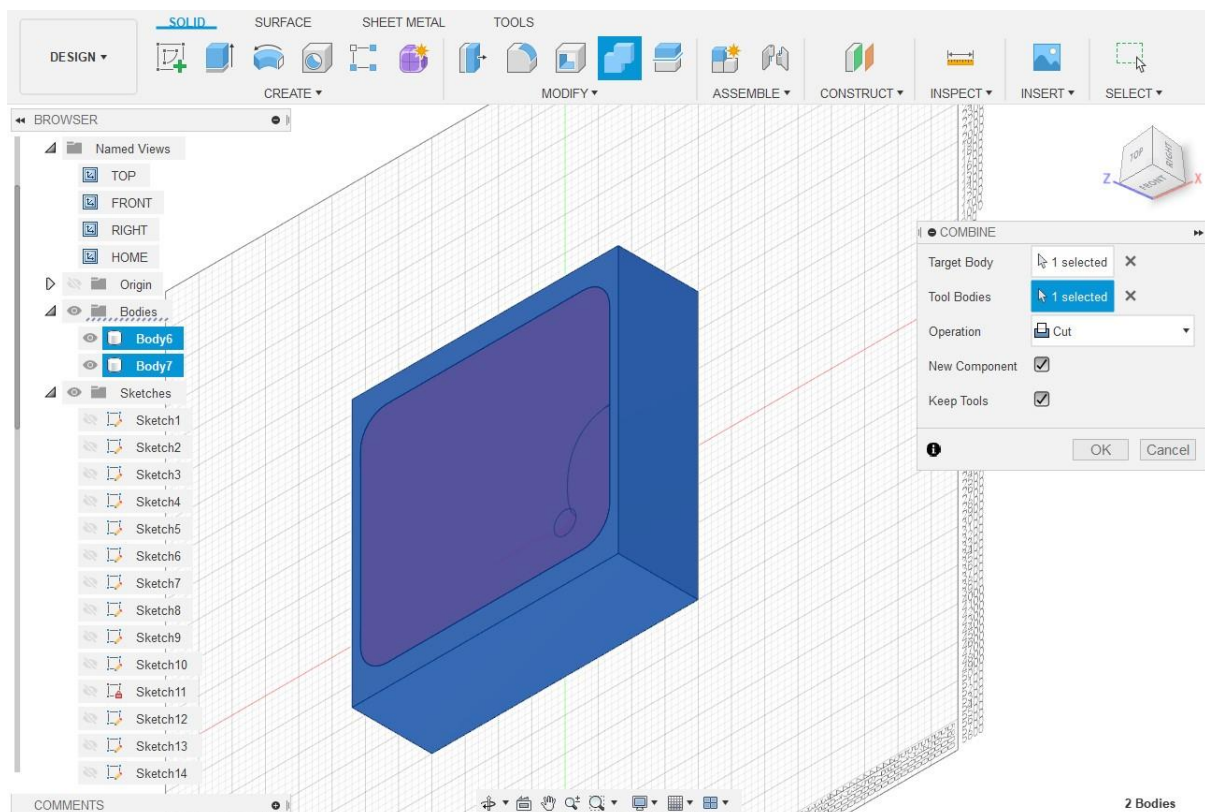 SOLID SURFACE SHEET METAL TOOLS
DESIGN
CREATE MODIFY ASSEMBLE CONSTRUCT INSPECT INSERT SELECT
BROWSER
Named Views
TOP
FRONT
RIGHT
HOME
Origin
Bodies
Body6
Body7
Sketches
Sketch1
Sketch2
Sketch3
Sketch4
Sketch5
Sketch6
Sketch7
Sketch8
Sketch9
Sketch10
Sketch11
Sketch12
Sketch13
Sketch14
COMMENTS
TOP RIGHT
Z FRONT X
COMBINE
Target Body 1 selected
Tool Bodies 1 selected
Operation Cut
New Component
Keep Tools
OK Cancel
2 Bodies